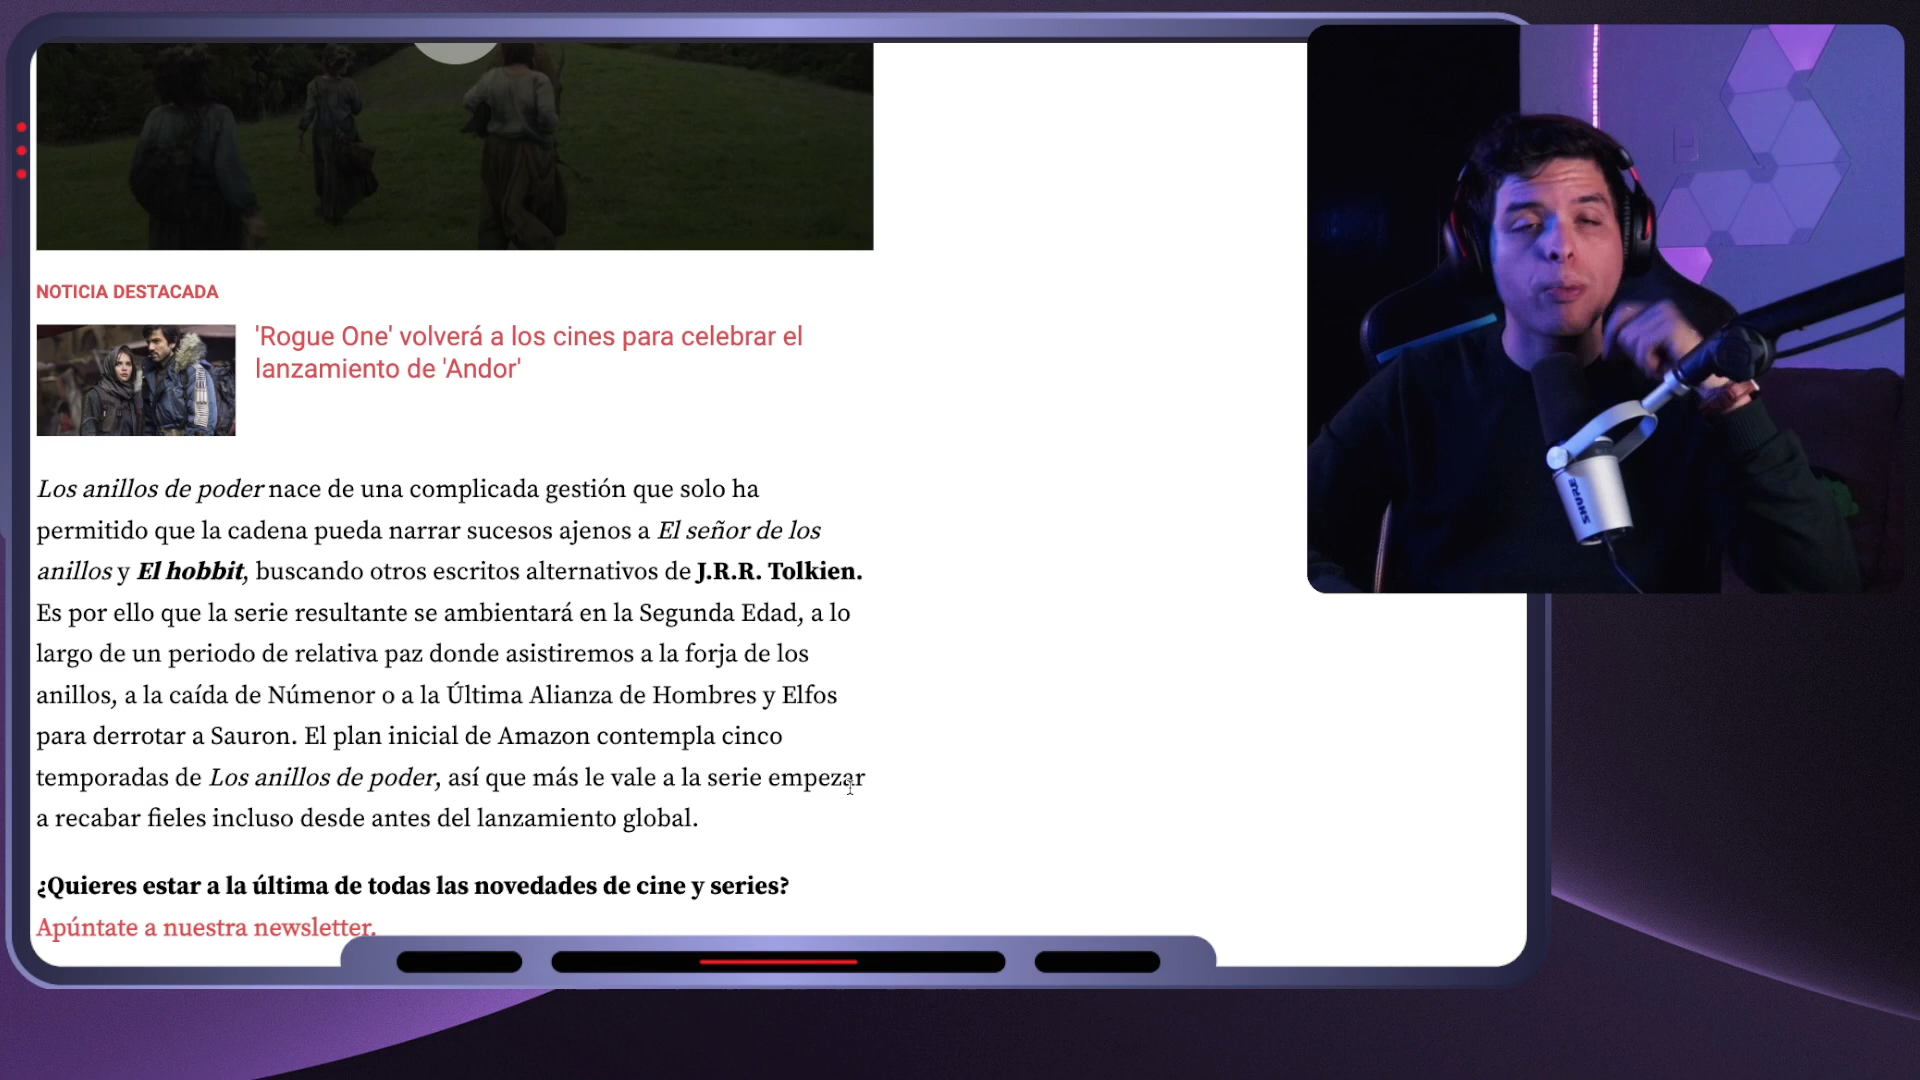 NOTICIA DESTACADA
'Rogue One' volverá a los cines para celebrar el
lanzamiento de 'Andor'
Los anillos de poder nace de una complicada gestión que solo ha
permitido que la cadena pueda narrar sucesos ajenos a El señor de los
anillos y El hobbit, buscando otros escritos alternativos de J.R.R. Tolkien.
Es por ello que la serie resultante se ambientará en la Segunda Edad, a lo
largo de un periodo de relativa paz donde asistiremos a la forja de los
anillos, a la caída de Númenor o a la Última Alianza de Hombres y Elfos
para derrotar a Sauron. El plan inicial de Amazon contempla cinco
temporadas de Los anillos de poder, así que más le vale a la serie empezar
a recabar fieles incluso desde antes del lanzamiento global.
¿Quieres estar a la última de todas las novedades de cine y series?
Apúntate a nuestra newsletter.
SHURE